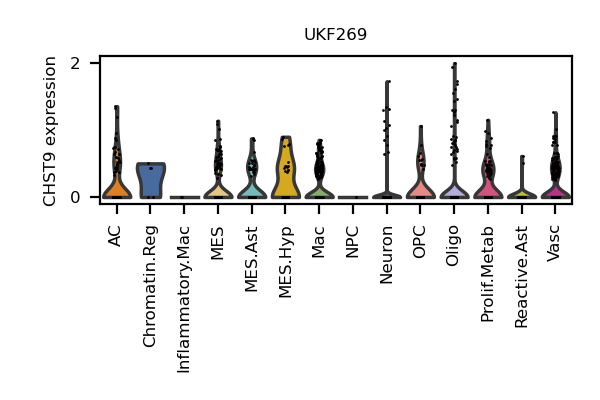 UKF269
CHST9 expression
2
0
AC
Chromatin.Reg
Inflammatory.Mac
MES
MES.Ast
MES.Hyp
Mac
NPC
Neuron
OPC
Oligo
Prolif.Metab
Reactive.Ast
Vasc